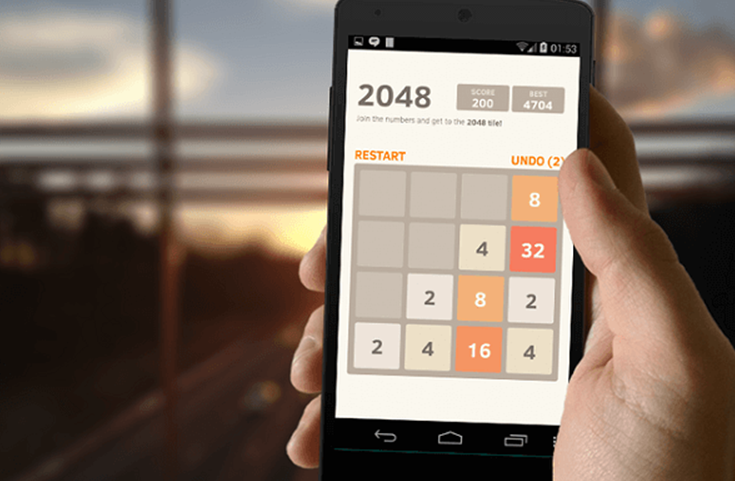 01:53
2048
SCORE
200
BEST
4704
Join the numbers and get to the 2048 tile!
RESTART
UNDO (2)
8
4 32
2 8 2
2 4 16 4